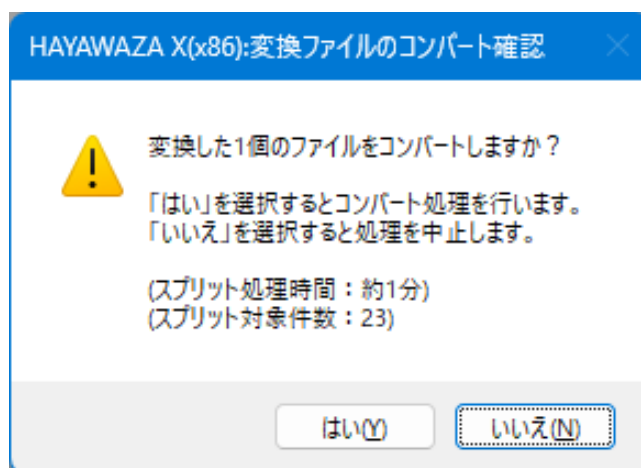 HAYAWAZA X(x86):変換ファイルのコンバート確認
変換した1個のファイルをコンバートしますか？
「はい」を選択するとコンバート処理を行います。
「いいえ」を選択すると処理を中止します。
(スプリット処理時間：約1分)
(スプリット対象件数：23)
はい(Y)
いいえ(N)